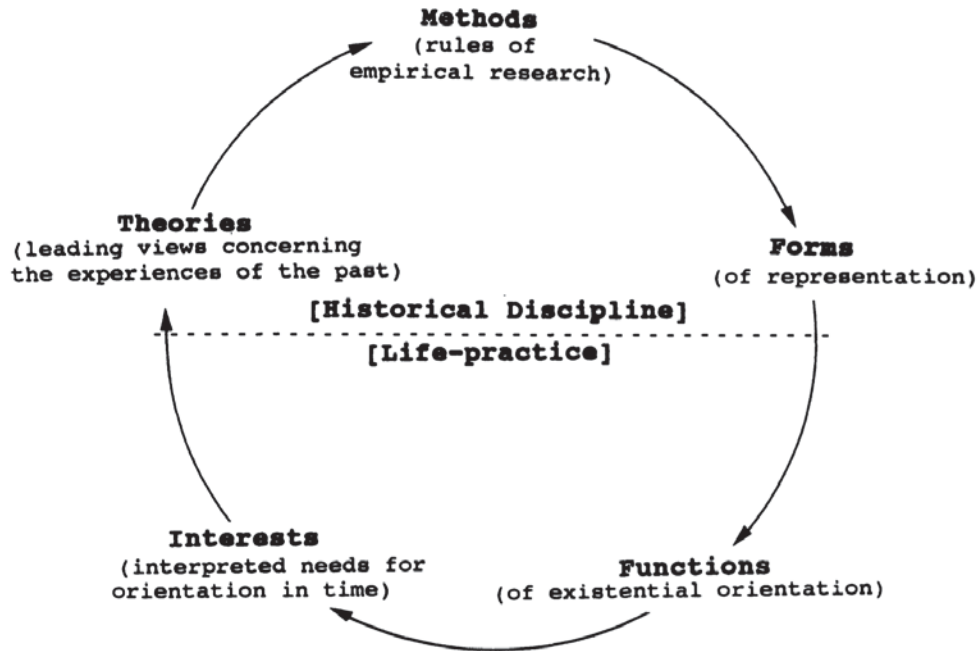 Methods
(rules of
empirical research)
Theories
(leading views concerning
the experiences of the past)
Forms
(of representation)
[Historical Discipline]
[Life-practice]
Interests
(interpreted needs for
orientation in time)
Functions
(of existential orientation)